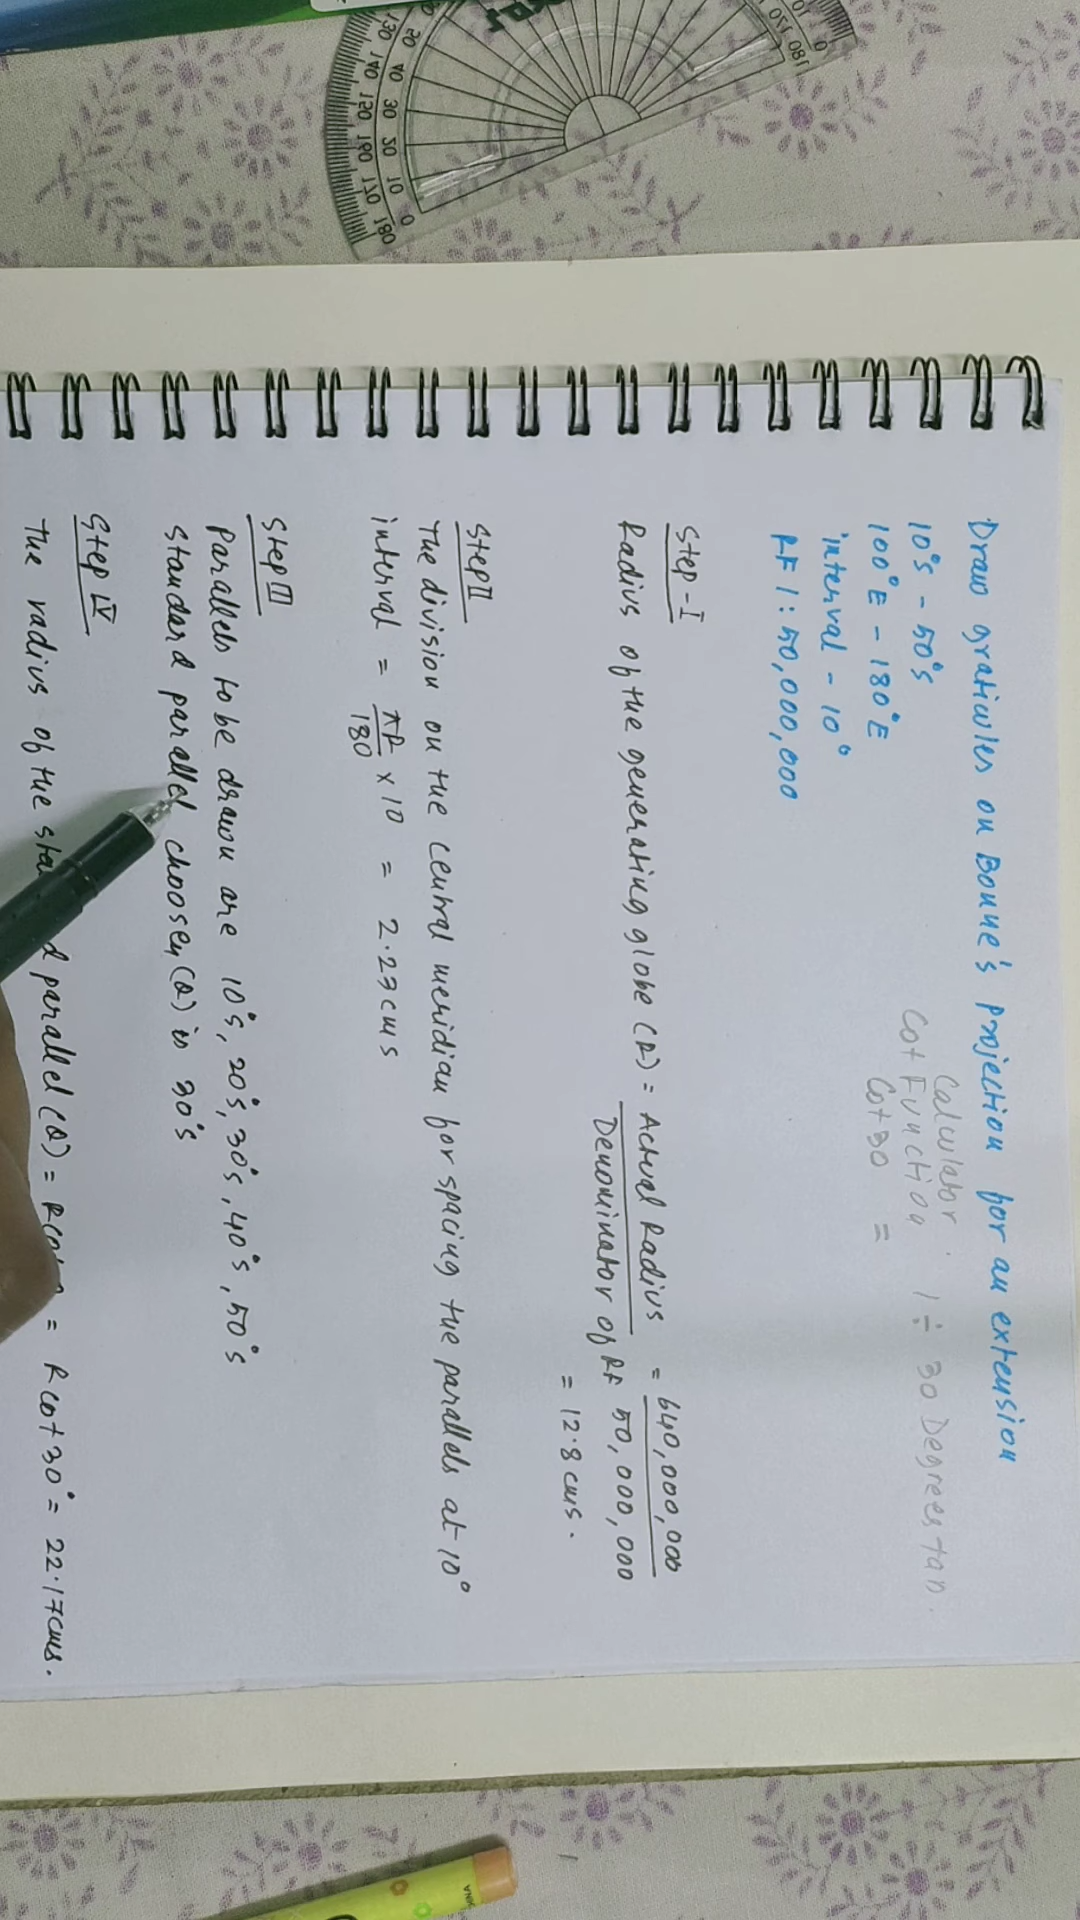 Draw graticules on Bonne's projection for an extension
10°S - 50°S
100°E - 180°E
interval - 10°
RF 1 : 50,000,000
Calculator
Cot Function 1 ÷ 30 Degrees tan.
Cot 30 =
Step - I
Radius of the generating globe (R) = Actual Radius = 640,000,000
Denominator of RF 50,000,000
= 12.8 cms.
Step II
The division on the central meridian for spacing the parallels at 10°
interval = πR/180 x 10 = 2.23 cms
Step III
Parallels to be drawn are 10°S, 20°S, 30°S, 40°S, 50°S
Standard parallel choosen (θ) is 30°S
Step IV
The radius of the parallel (θ) = = R cot 30° = 22.17 cms.